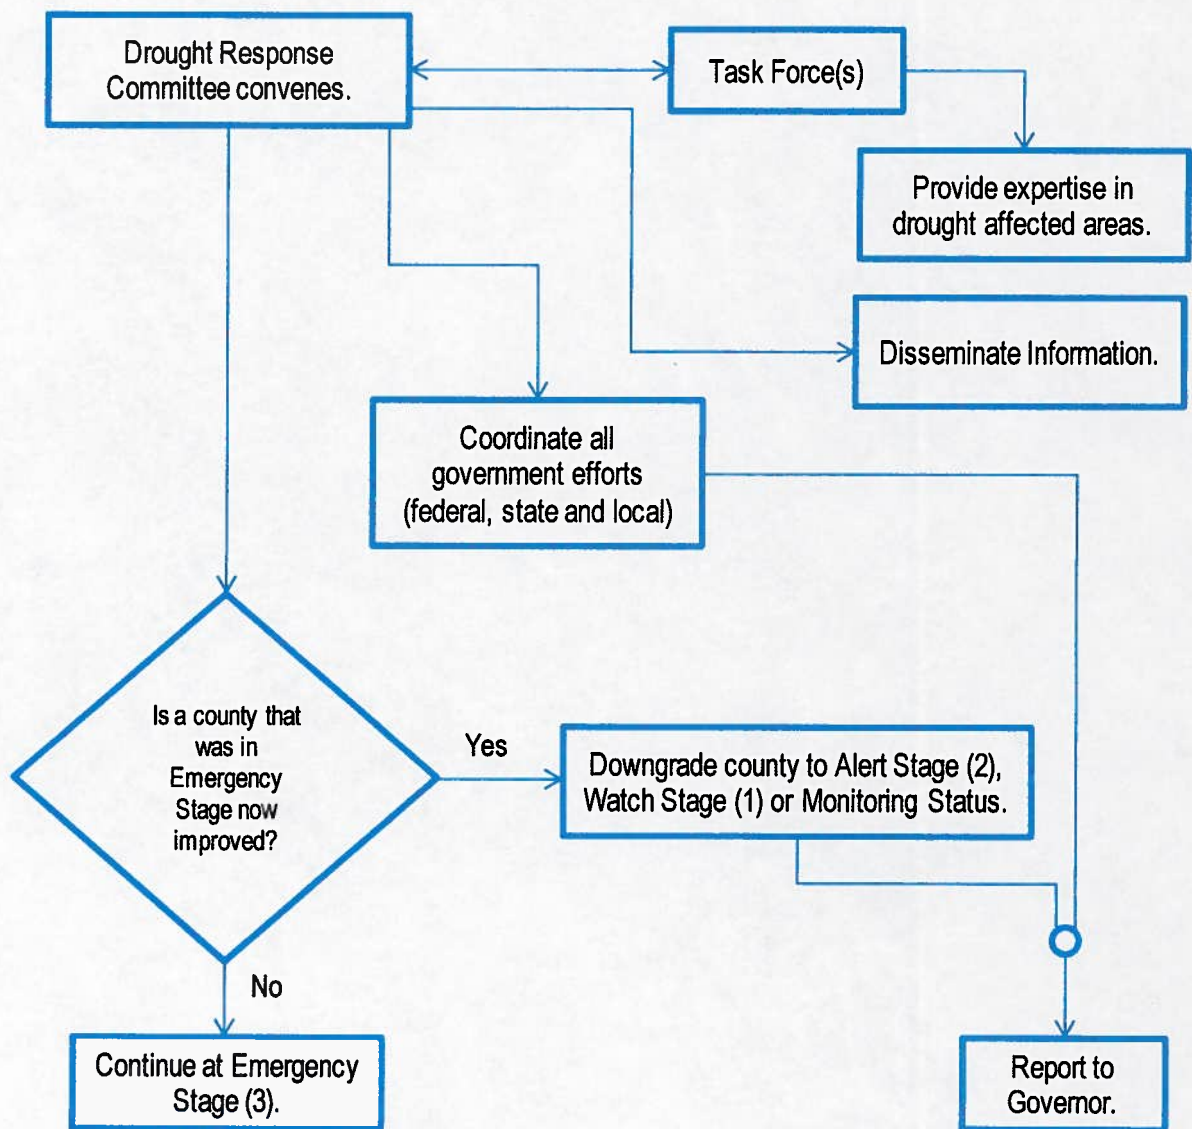 Drought Response
Committee convenes.
Task Force(s)
Provide expertise in
drought affected areas.
Disseminate Information.
Coordinate all
government efforts
(federal, state and local)
Is a county that
was in
Emergency
Stage now
improved?
Yes
Downgrade county to Alert Stage (2),
Watch Stage (1) or Monitoring Status.
No
Continue at Emergency
Stage (3).
Report to
Governor.